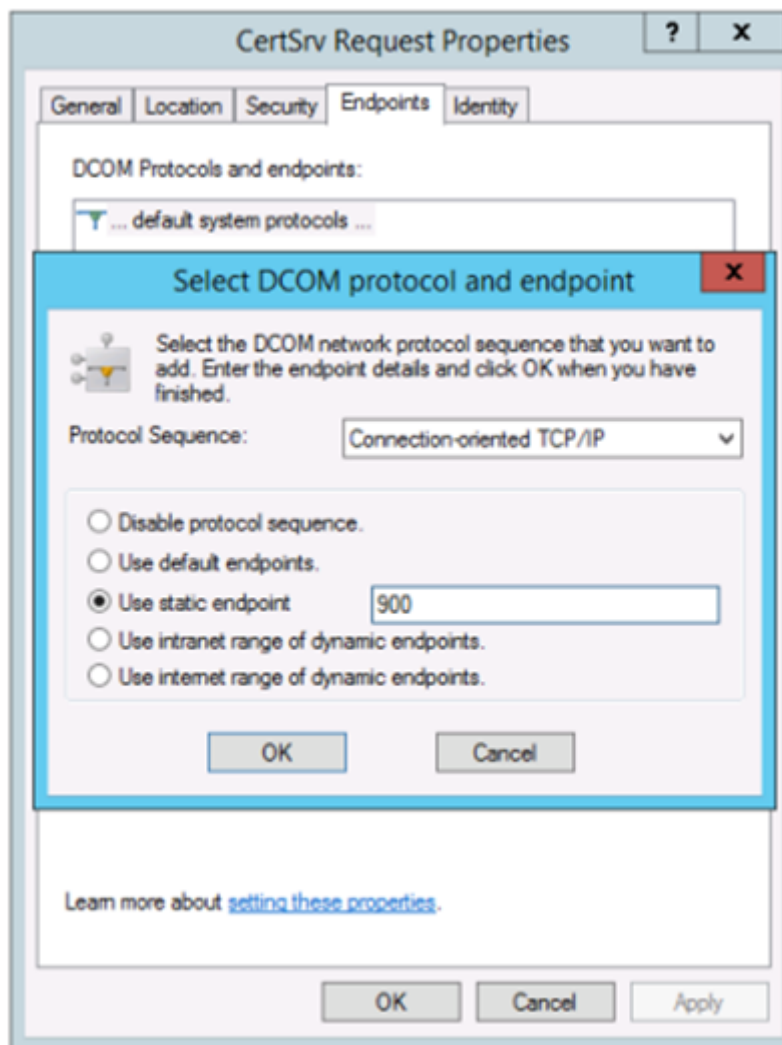 CertSrv Request Properties
? x
General Location Security Endpoints Identity
DCOM Protocols and endpoints:
... default system protocols ...
Select DCOM protocol and endpoint
x
Select the DCOM network protocol sequence that you want to
add. Enter the endpoint details and click OK when you have
finished.
Protocol Sequence: Connection-oriented TCP/IP
Disable protocol sequence.
Use default endpoints.
Use static endpoint 900
Use intranet range of dynamic endpoints.
Use internet range of dynamic endpoints.
OK Cancel
Learn more about setting these properties.
OK Cancel Apply